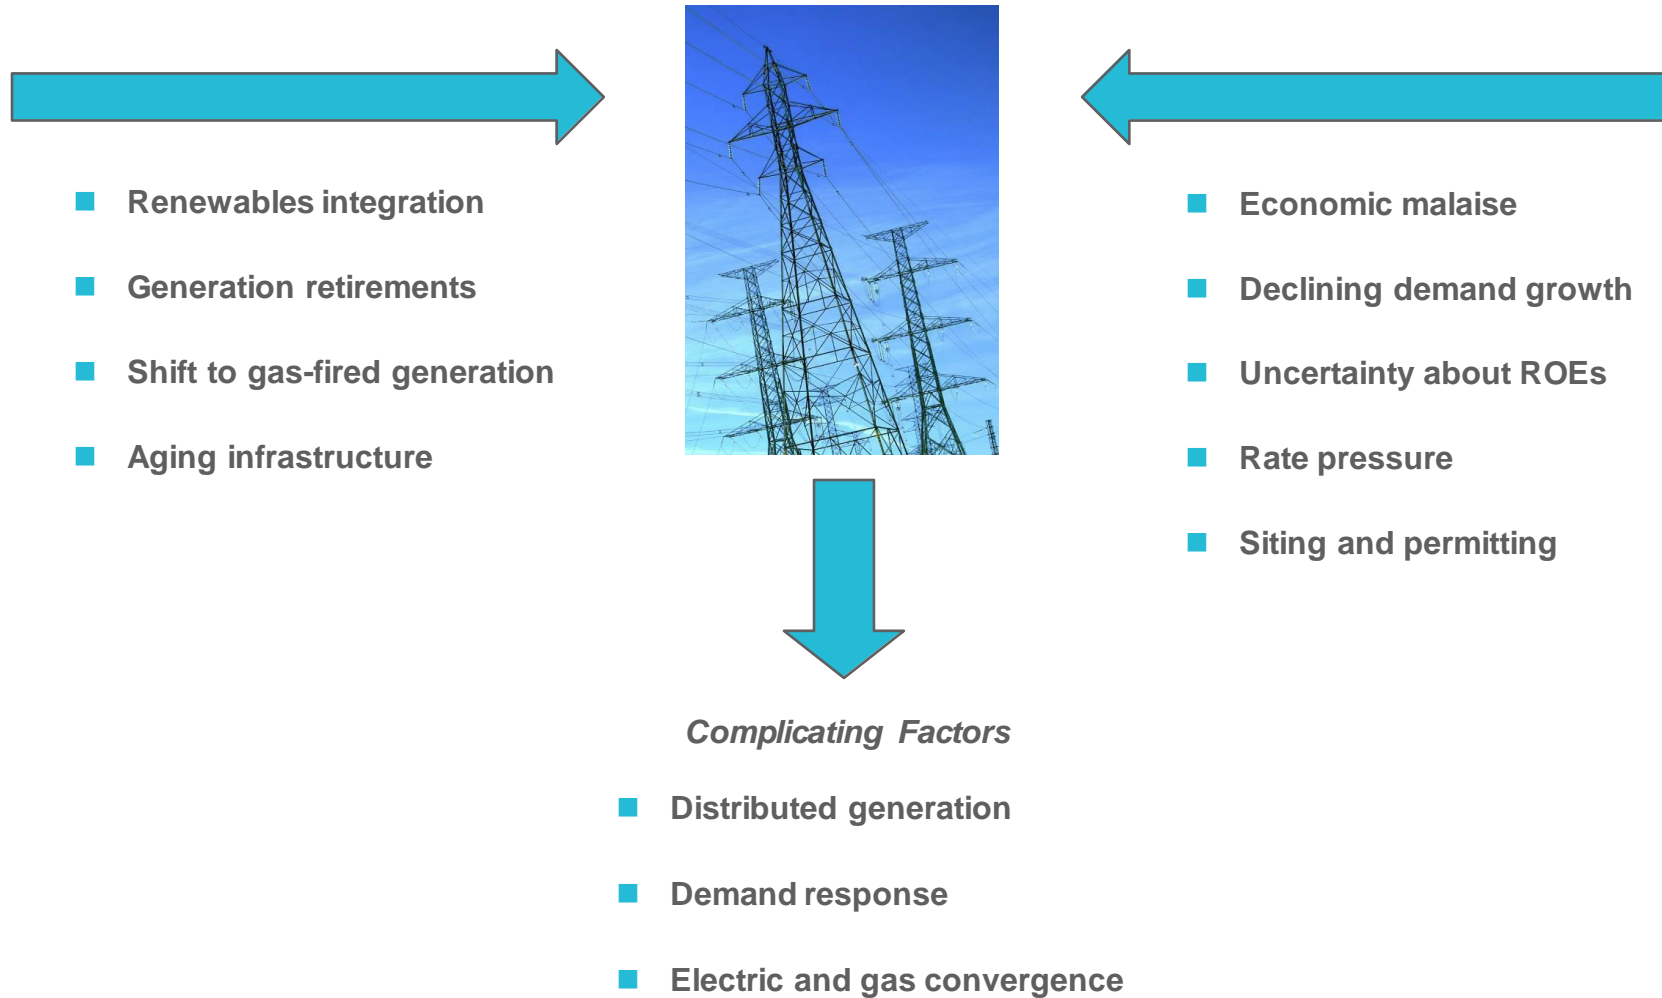 Renewables integration
Generation retirements
Shift to gas-fired generation
Aging infrastructure
Economic malaise
Declining demand growth
Uncertainty about ROEs
Rate pressure
Siting and permitting
Complicating Factors
Distributed generation
Demand response
Electric and gas convergence